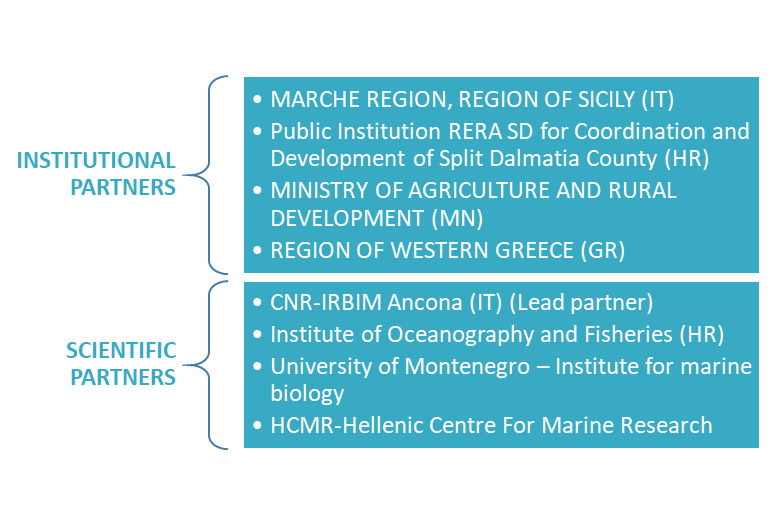 INSTITUTIONAL
PARTNERS
• MARCHE REGION, REGION OF SICILY (IT)
• Public Institution RERA SD for Coordination and
Development of Split Dalmatia County (HR)
• MINISTRY OF AGRICULTURE AND RURAL
DEVELOPMENT (MN)
• REGION OF WESTERN GREECE (GR)
SCIENTIFIC
PARTNERS
• CNR-IRBIM Ancona (IT) (Lead partner)
• Institute of Oceanography and Fisheries (HR)
• University of Montenegro – Institute for marine
biology
• HCMR-Hellenic Centre For Marine Research